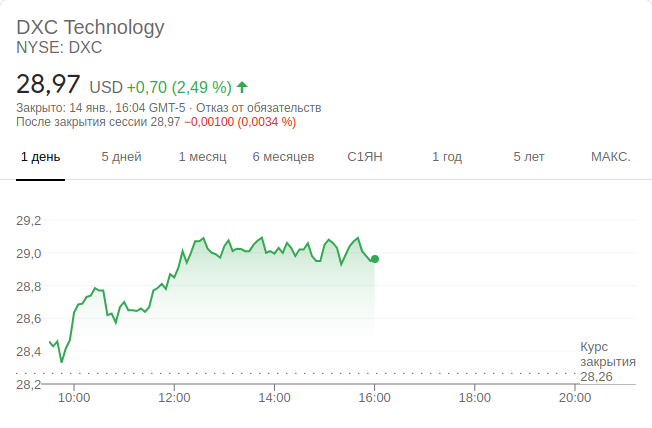 DXC Technology
NYSE: DXC
28,97 USD +0,70 (2,49 %)
Закрыто: 14 янв., 16:04 GMT-5 · Отказ от обязательств
После закрытия сессии 28,97 −0,00100 (0,0034 %)
1 день 5 дней 1 месяц 6 месяцев С1ЯН 1 год 5 лет МАКС.
29,2
29,0
28,8
28,6
28,4
28,2
Курс
закрытия
28,26
10:00 12:00 14:00 16:00 18:00 20:00